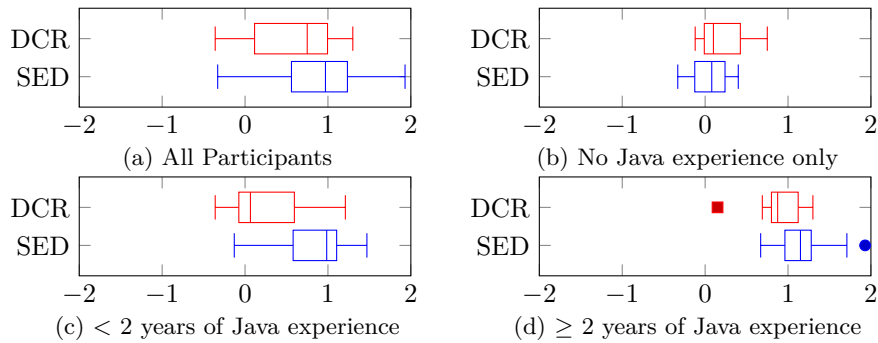 DCR
SED
−2 −1 0 1 2
(a) All Participants
DCR
SED
−2 −1 0 1 2
(b) No Java experience only
DCR
SED
−2 −1 0 1 2
(c) < 2 years of Java experience
DCR
SED
−2 −1 0 1 2
(d) ≥ 2 years of Java experience